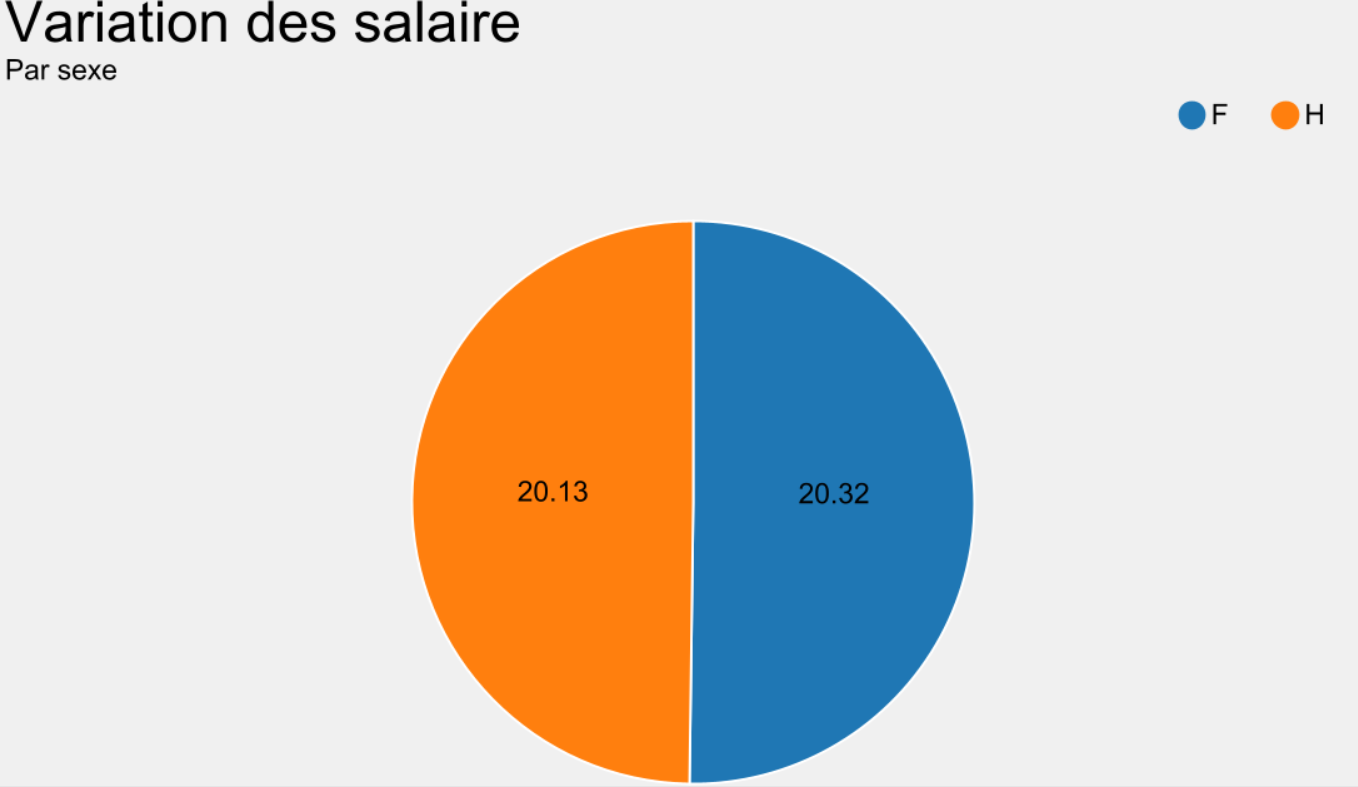 Variation des salaire
Par sexe
F H
20.13 20.32